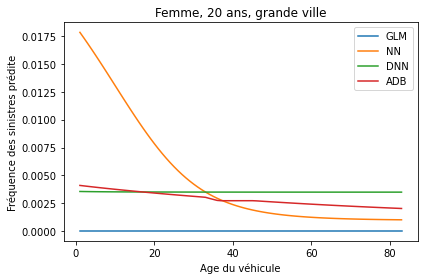 Femme, 20 ans, grande ville
GLM
NN
DNN
ADB
Fréquence des sinistres prédite
0.0175
0.0150
0.0125
0.0100
0.0075
0.0050
0.0025
0.0000
0 20 40 60 80
Age du véhicule